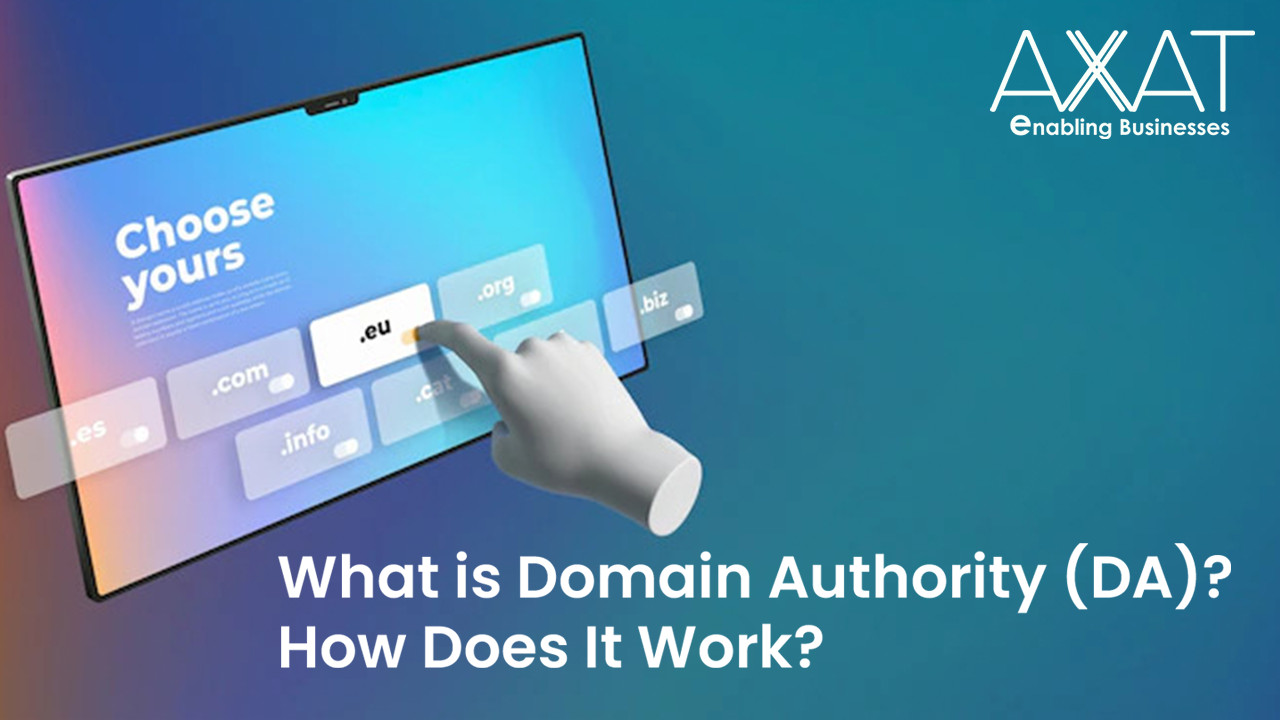 AXAT
enabling Businesses
Choose
yours
.org
.biz
.eu
.com
.cat
.es
.info
What is Domain Authority (DA)?
How Does It Work?